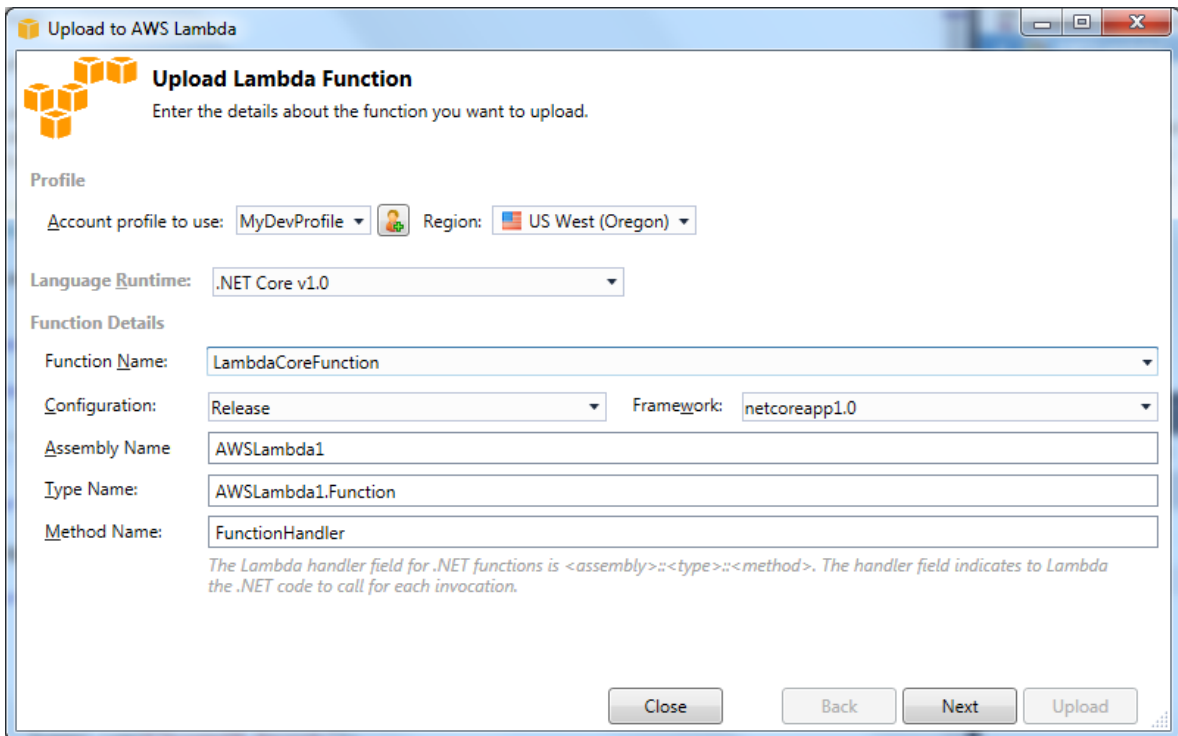 Upload to AWS Lambda
Upload Lambda Function
Enter the details about the function you want to upload.
Profile
Account profile to use: MyDevProfile Region: US West (Oregon)
Language Runtime: .NET Core v1.0
Function Details
Function Name: LambdaCoreFunction
Configuration: Release Framework: netcoreapp1.0
Assembly Name AWSLambda1
Type Name: AWSLambda1.Function
Method Name: FunctionHandler
The Lambda handler field for .NET functions is <assembly>::<type>::<method>. The handler field indicates to Lambda
the .NET code to call for each invocation.
Close Back Next Upload